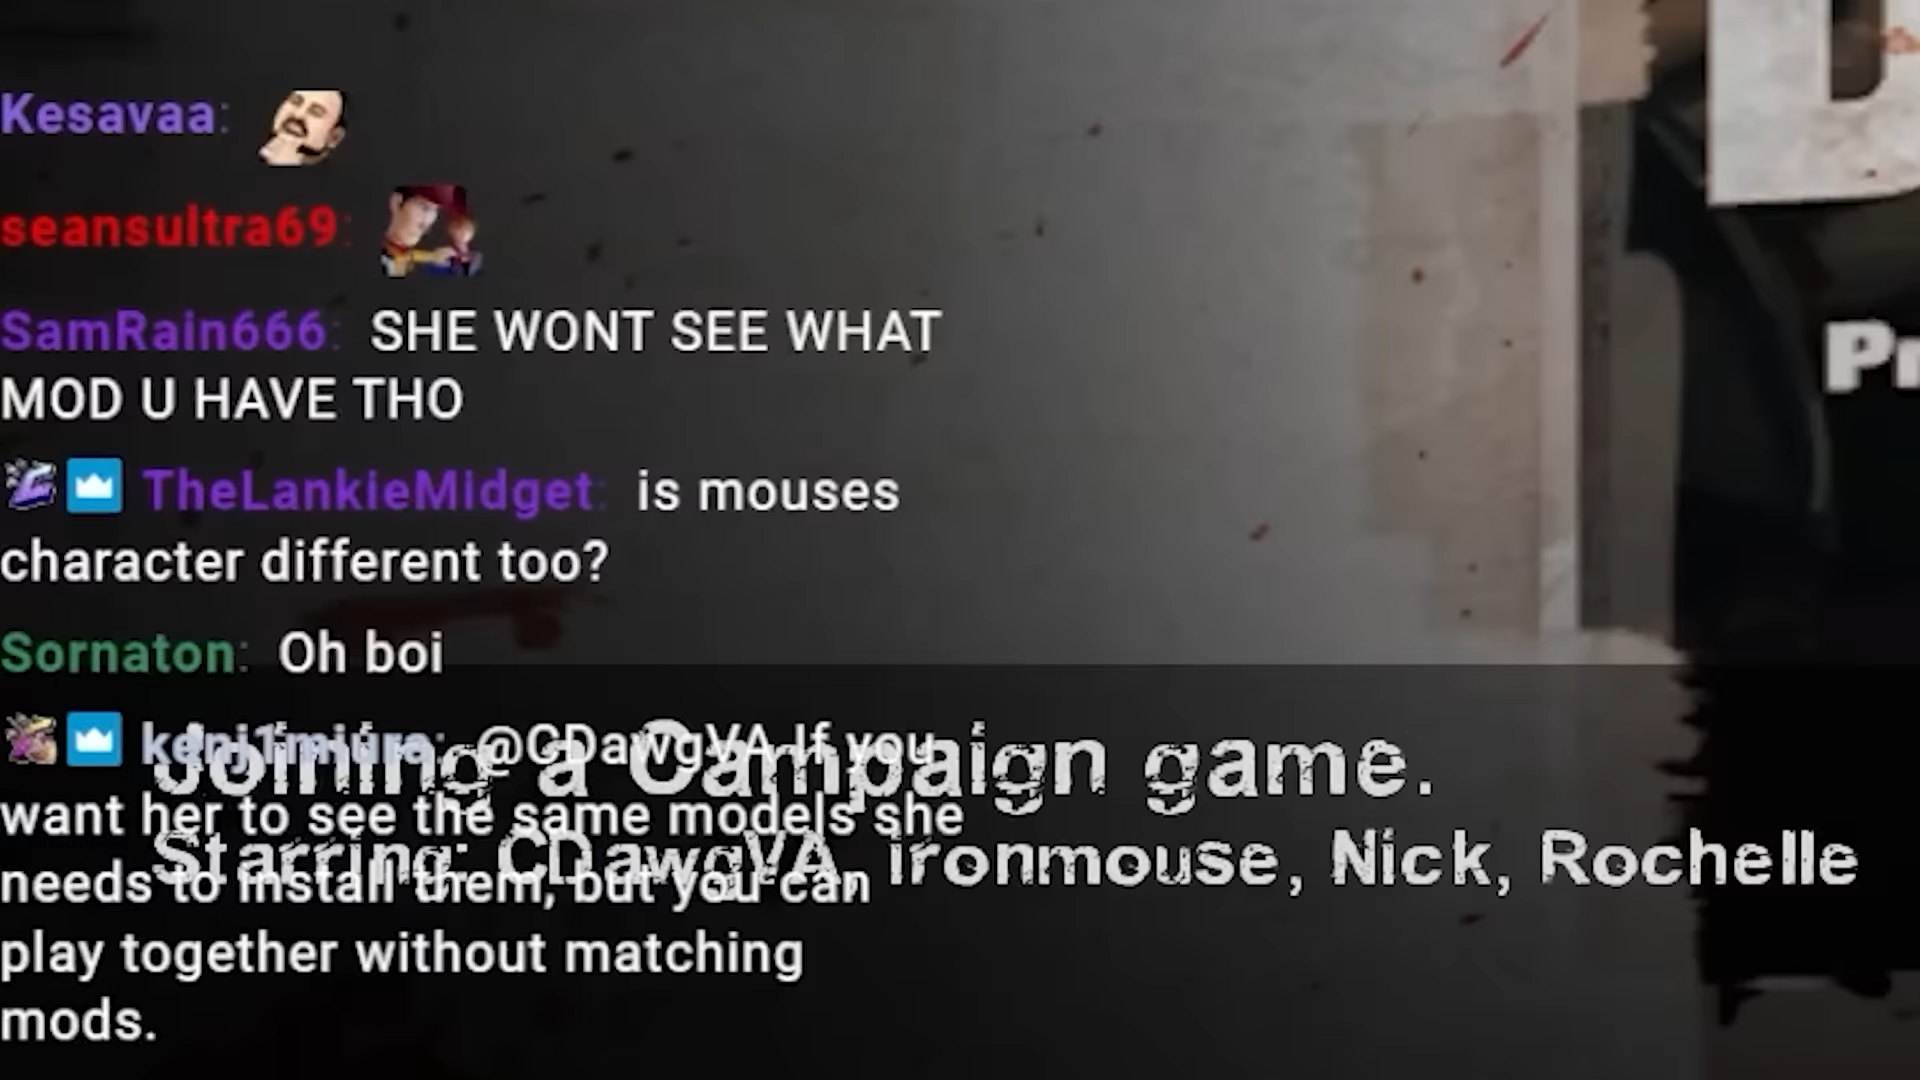 Kesavaa:
seansultra69:
SamRain666: SHE WONT SEE WHAT
MOD U HAVE THO
TheLankieMidget: is mouses
character different too?
Sornaton: Oh boi
kenj1miura: @CDawgVA If you
want her to see the same models she
needs to install them, but you can
play together without matching
mods.
Joining a Campaign game.
Starring: CDawgVA, ironmouse, Nick, Rochelle